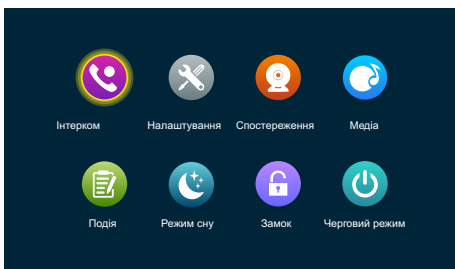 Інтерком Налаштування Спостереження Медіа
Подія Режим сну Замок Черговий режим